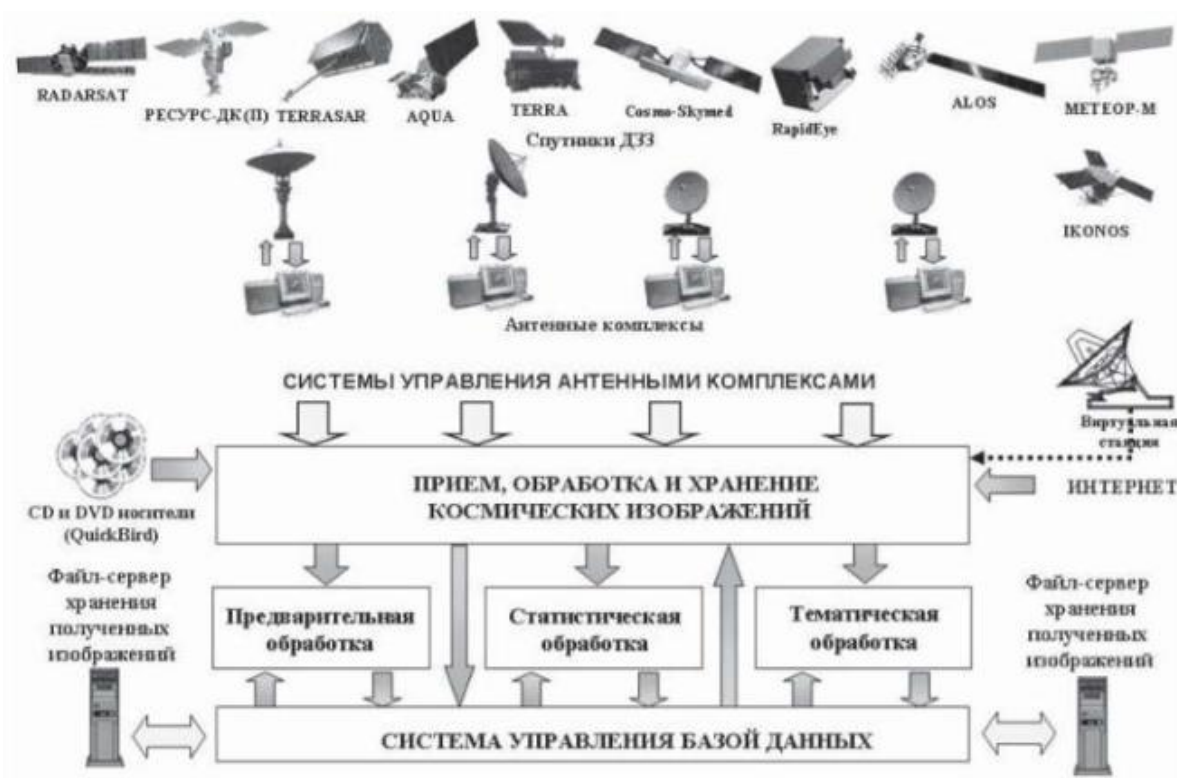 RADARSAT
РЕСУРС-ДК(П)
TERRASAR
AQUA
TERRA
Cosmo-Skymed
RapidEye
ALOS
МЕТЕОР-М
Спутники ДЗЗ
IKONOS
Антенные комплексы
СИСТЕМЫ УПРАВЛЕНИЯ АНТЕННЫМИ КОМПЛЕКСАМИ
Виртуальная
станция
ПРИЕМ, ОБРАБОТКА И ХРАНЕНИЕ
КОСМИЧЕСКИХ ИЗОБРАЖЕНИЙ
ИНТЕРНЕТ
CD и DVD носители
(QuickBird)
Файл-сервер
хранения
полученных
изображений
Предварительная
обработка
Статистическая
обработка
Тематическая
обработка
Файл-сервер
хранения
полученных
изображений
СИСТЕМА УПРАВЛЕНИЯ БАЗОЙ ДАННЫХ